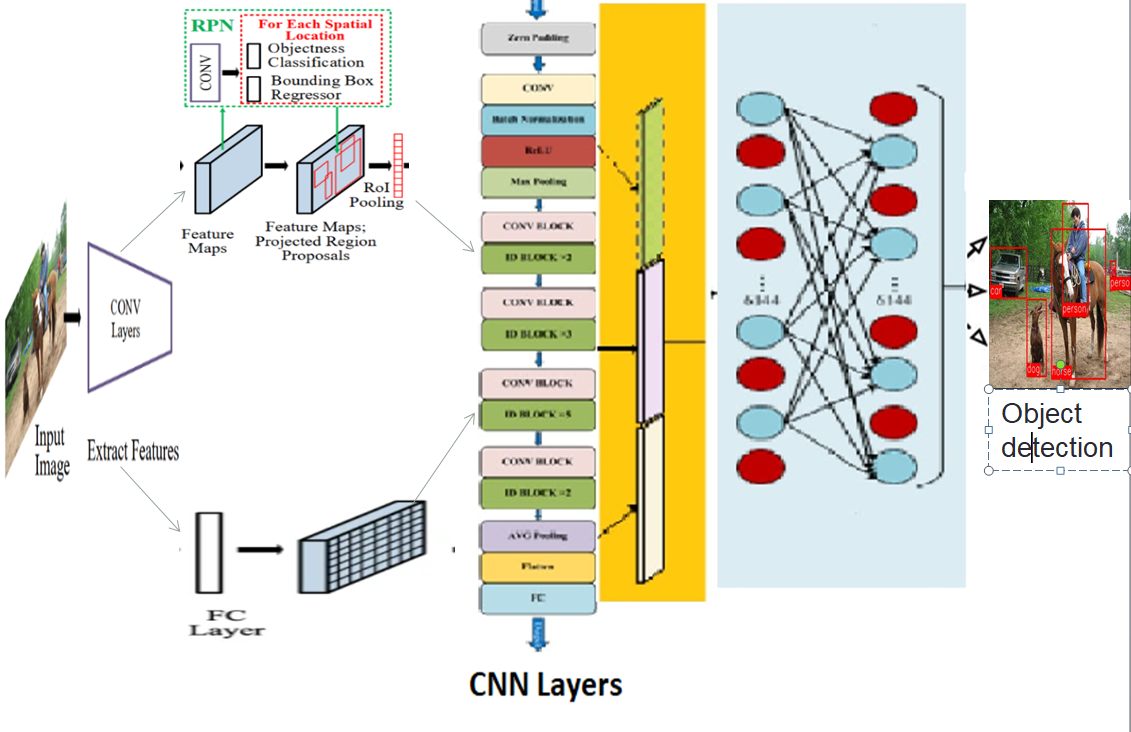 RPN
For Each Spatial
Location
CONV
Objectness
Classification
Bounding Box
Regressor
Feature
Maps
Feature Maps;
Projected Region
Proposals
RoI
Pooling
CONV
Layers
Input
Image
Extract Features
FC
Layer
Zero Padding
CONV
Batch Normalization
ReLU
Max Pooling
CONV BLOCK
ID BLOCK ×2
CONV BLOCK
ID BLOCK ×3
CONV BLOCK
ID BLOCK ×5
CONV BLOCK
ID BLOCK ×2
AVG Pooling
Flatten
FC
CNN Layers
6144
6144
car
person
person
dog
horse
Object
detection